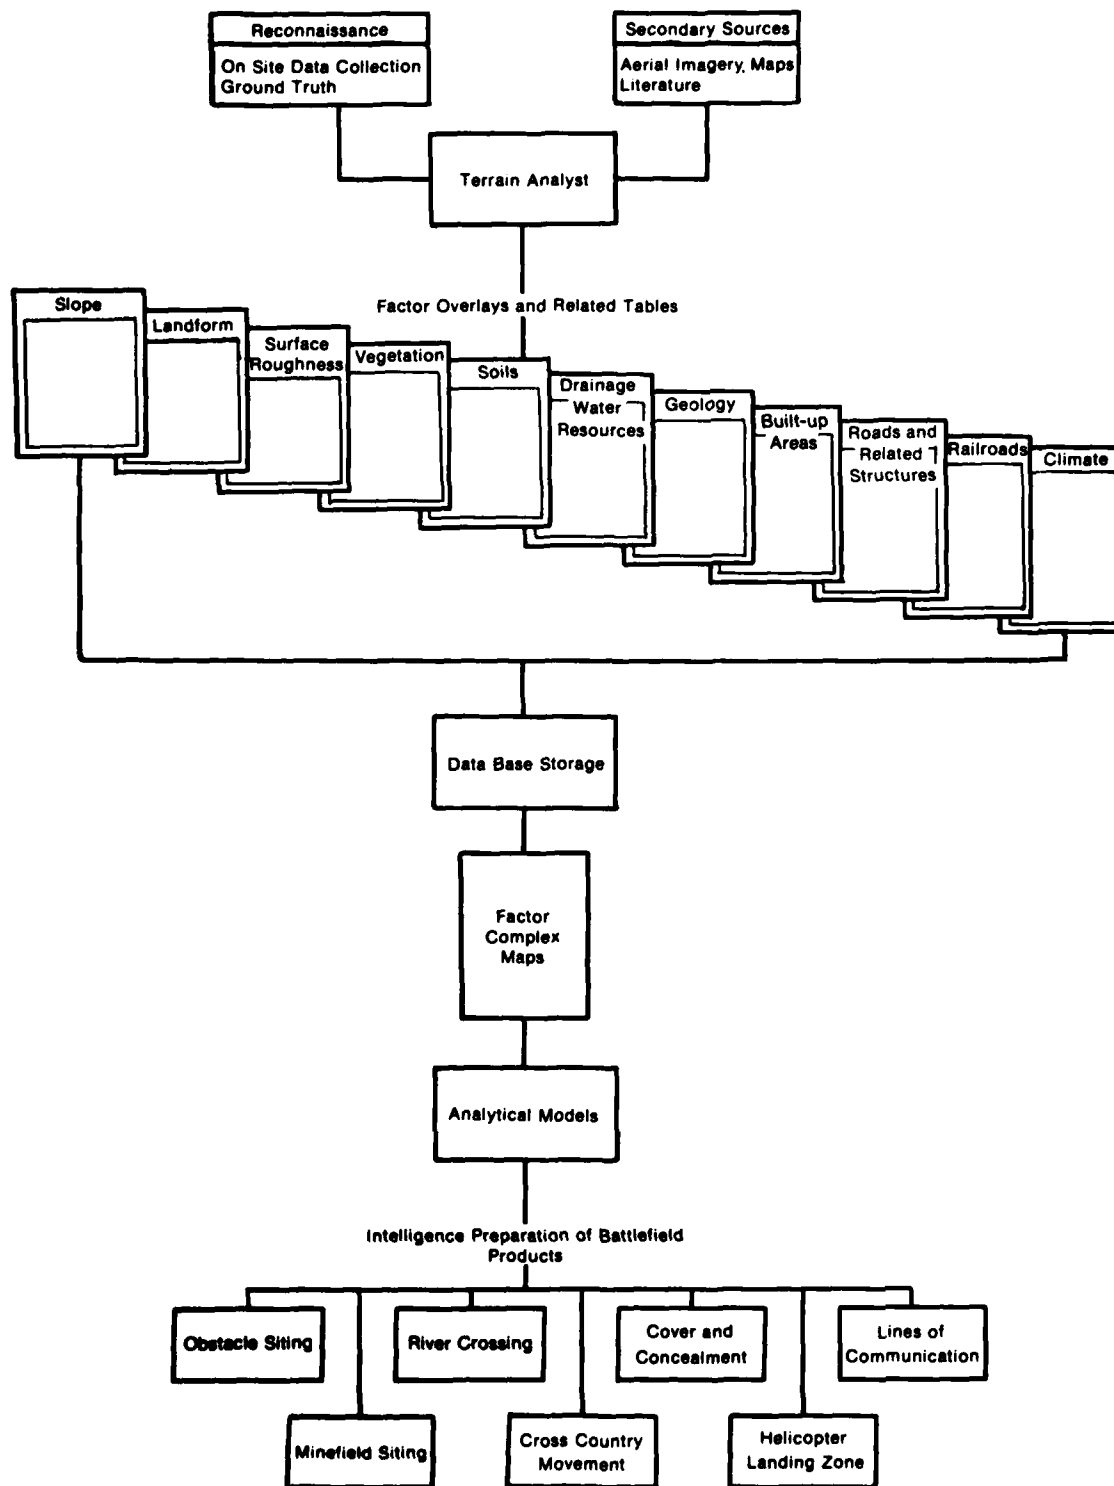 Reconnaissance
On Site Data Collection
Ground Truth
Secondary Sources
Aerial Imagery, Maps
Literature
Terrain Analyst
Factor Overlays and Related Tables
Slope
Landform
Surface
Roughness
Vegetation
Soils
Drainage
Water
Resources
Geology
Built-up
Areas
Roads and
Related
Structures
Railroads
Climate
Data Base Storage
Factor
Complex
Maps
Analytical Models
Intelligence Preparation of Battlefield
Products
Obstacle Siting
River Crossing
Cover and
Concealment
Lines of
Communication
Minefield Siting
Cross Country
Movement
Helicopter
Landing Zone